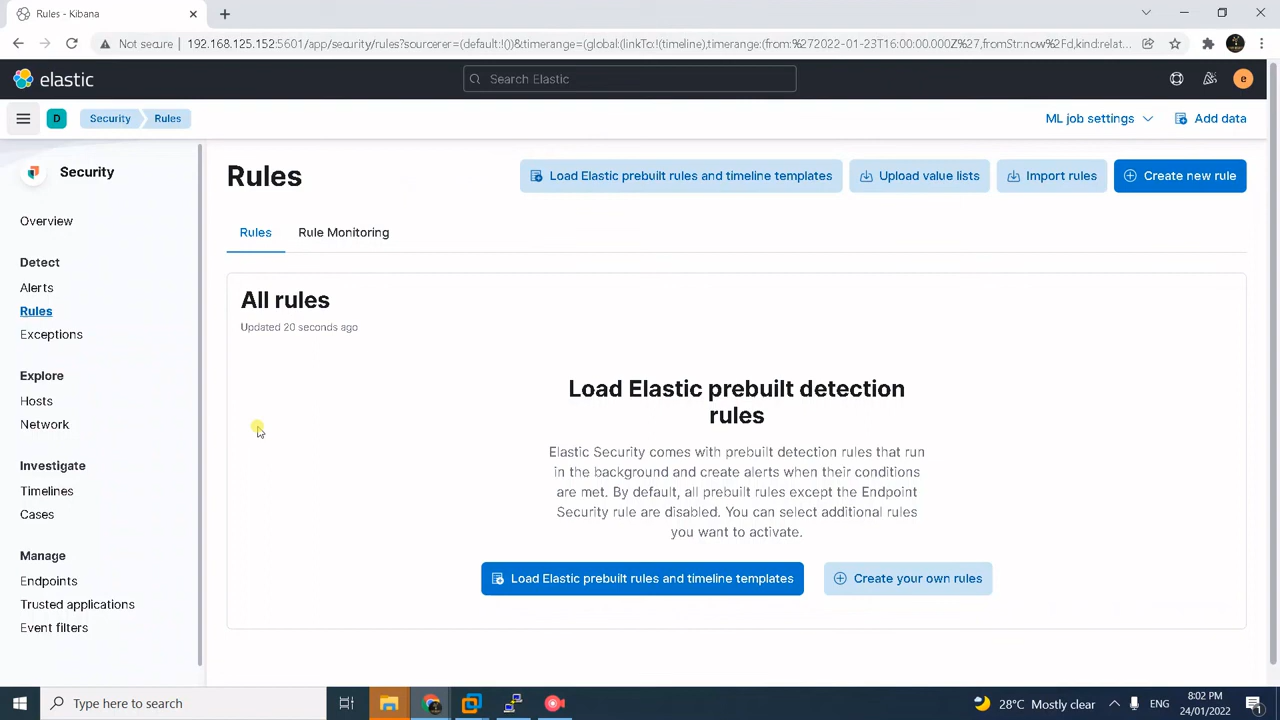 Rules - Kibana
Not secure | 192.168.125.152:5601/app/security/rules?sourcerer=(default:!())&timerange=(global:(linkTo:!(timeline),timerange:(from:%272022-01-23T16:00:00.000Z%27,fromStr:now%2Fd,kind:relat...
elastic
Search Elastic
e
D
Security
Rules
ML job settings
Add data
Security
Overview
Detect
Alerts
Rules
Exceptions
Explore
Hosts
Network
Investigate
Timelines
Cases
Manage
Endpoints
Trusted applications
Event filters
Rules
Load Elastic prebuilt rules and timeline templates
Upload value lists
Import rules
Create new rule
Rules
Rule Monitoring
All rules
Updated 20 seconds ago
Load Elastic prebuilt detection
rules
Elastic Security comes with prebuilt detection rules that run
in the background and create alerts when their conditions
are met. By default, all prebuilt rules except the Endpoint
Security rule are disabled. You can select additional rules
you want to activate.
Load Elastic prebuilt rules and timeline templates
Create your own rules
Type here to search
28°C Mostly clear
ENG
8:02 PM
24/01/2022
1